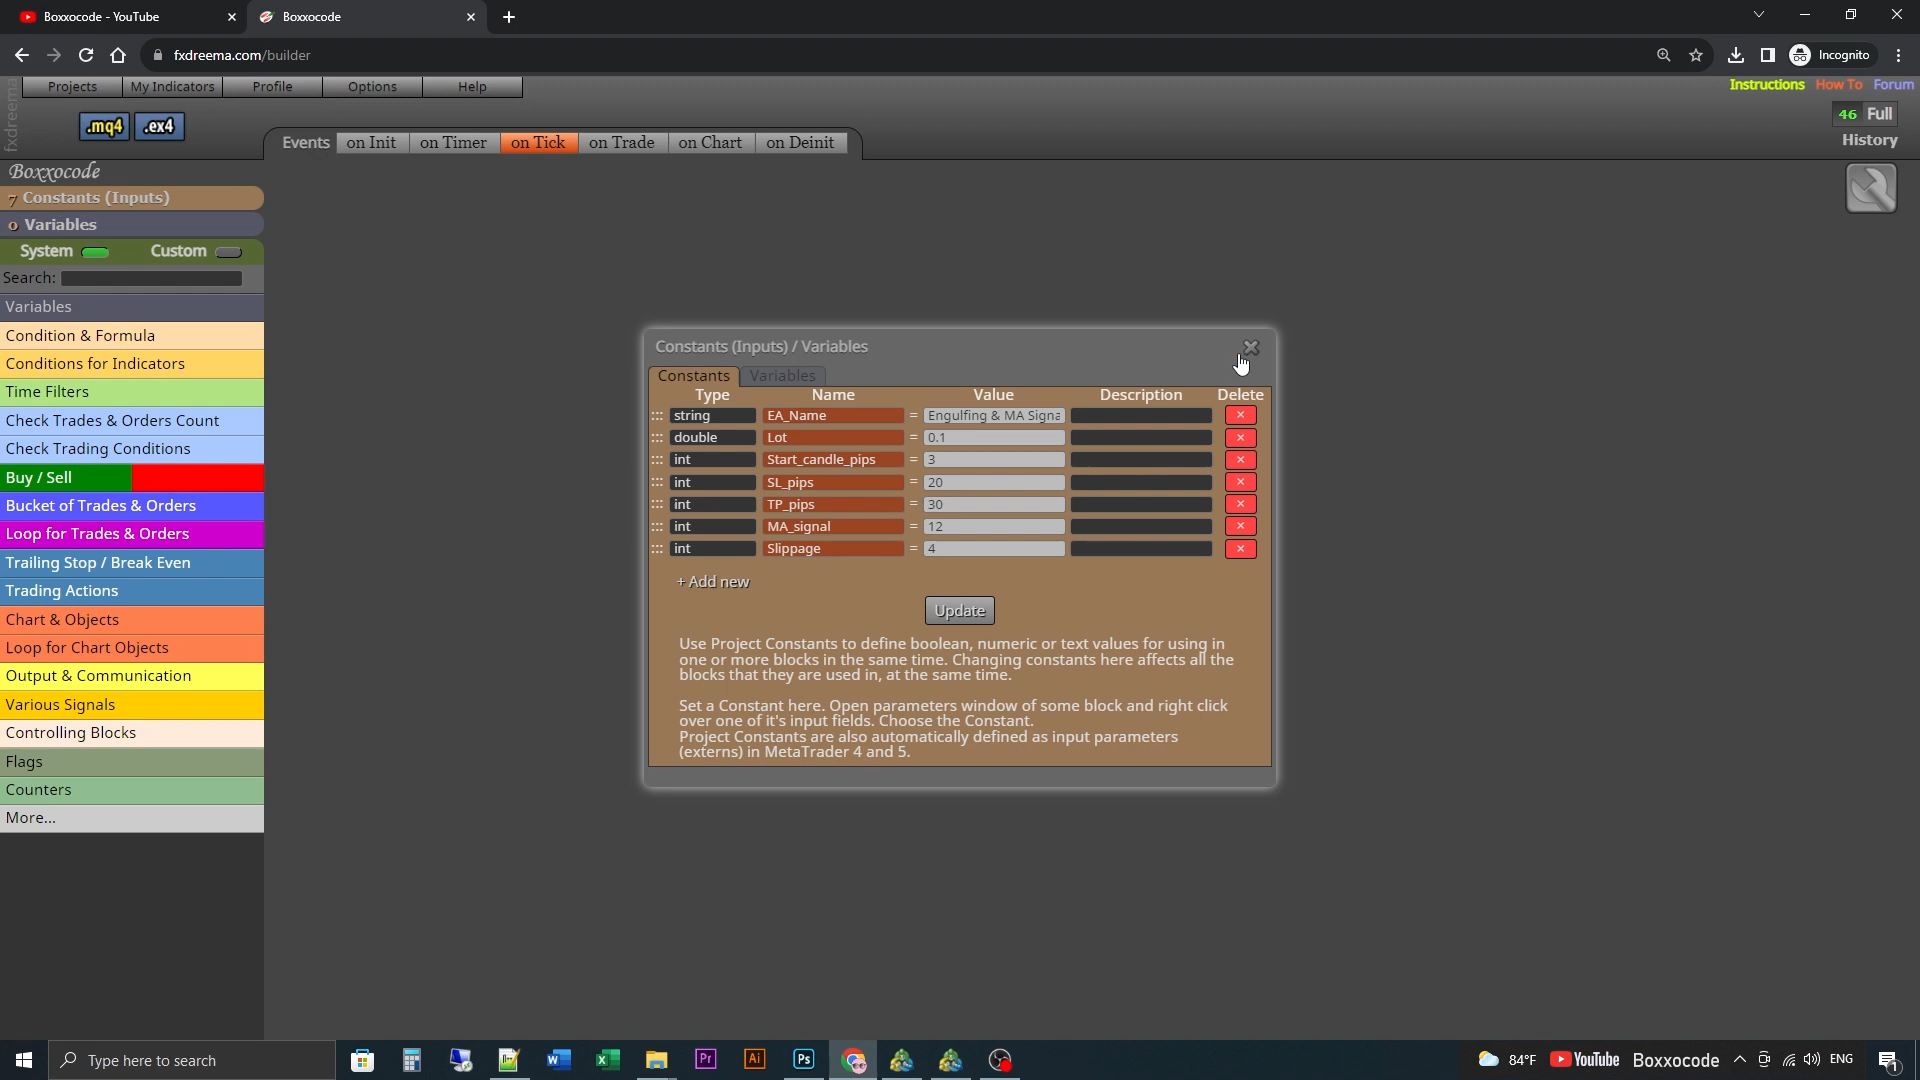 Boxxocode - YouTube
Boxxocode
fxdreema.com/builder
Incognito
Projects My Indicators Profile Options Help
Instructions How To Forum
fxdreema
.mq4 .ex4
46 Full
Events on Init on Timer on Tick on Trade on Chart on Deinit
History
Boxxocode
7 Constants (Inputs)
0 Variables
System Custom
Search:
Variables
Condition & Formula
Conditions for Indicators
Time Filters
Check Trades & Orders Count
Check Trading Conditions
Buy / Sell
Bucket of Trades & Orders
Loop for Trades & Orders
Trailing Stop / Break Even
Trading Actions
Chart & Objects
Loop for Chart Objects
Output & Communication
Various Signals
Controlling Blocks
Flags
Counters
More...
Constants (Inputs) / Variables
Constants Variables
Type Name Value Description Delete
string EA_Name = Engulfing & MA Signa
double Lot = 0.1
int Start_candle_pips = 3
int SL_pips = 20
int TP_pips = 30
int MA_signal = 12
int Slippage = 4
+ Add new
Update
Use Project Constants to define boolean, numeric or text values for using in
one or more blocks in the same time. Changing constants here affects all the
blocks that they are used in, at the same time.
Set a Constant here. Open parameters window of some block and right click
over one of it's input fields. Choose the Constant.
Project Constants are also automatically defined as input parameters
(externs) in MetaTrader 4 and 5.
Type here to search
Pr
Ai
Ps
84°F
YouTube Boxxocode
ENG
1